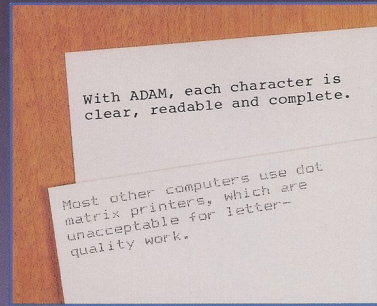 With ADAM, each character is
clear, readable and complete.
Most other computers use dot
matrix printers, which are
unacceptable for letter-
quality work.